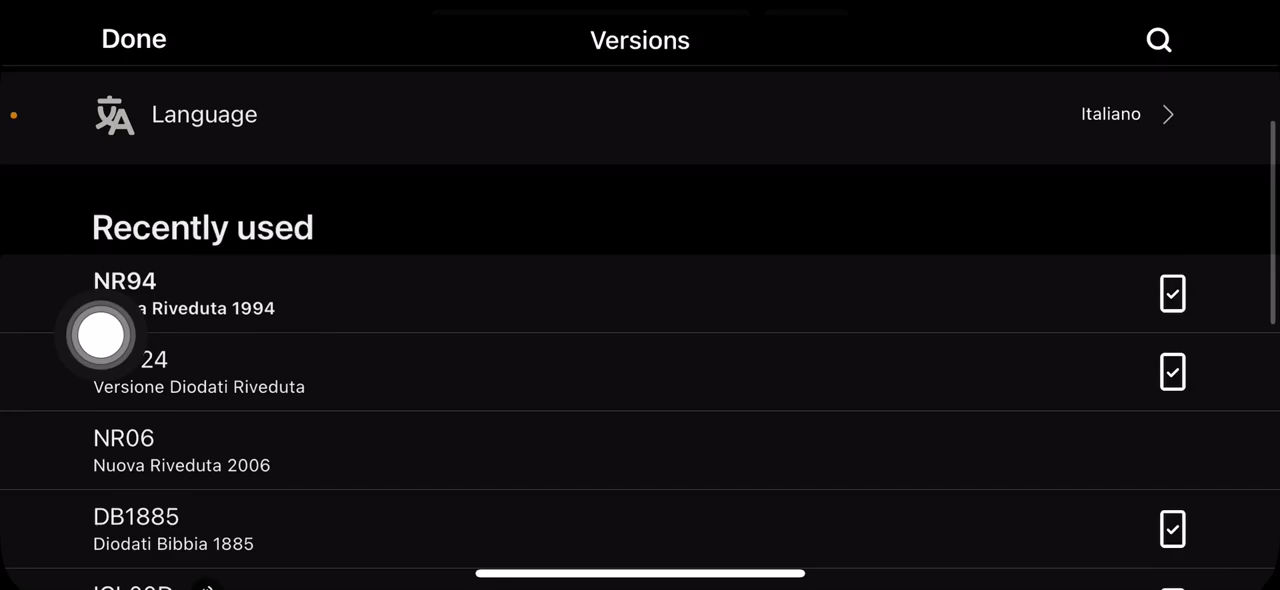 Done
Versions
Language
Italiano
Recently used
NR94
a Riveduta 1994
24
Versione Diodati Riveduta
NR06
Nuova Riveduta 2006
DB1885
Diodati Bibbia 1885